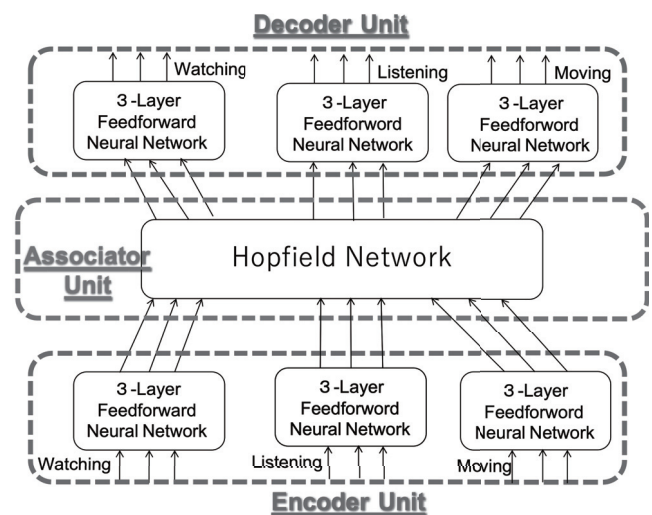 Decoder Unit
Watching
Listening
Moving
3-Layer
Feedforward
Neural Network
3-Layer
Feedforword
Neural Network
3-Layer
Feedforword
Neural Network
Associator
Unit
Hopfield Network
3-Layer
Feedforward
Neural Network
3-Layer
Feedforword
Neural Network
3-Layer
Feedforword
Neural Network
Watching
Listening
Moving
Encoder Unit